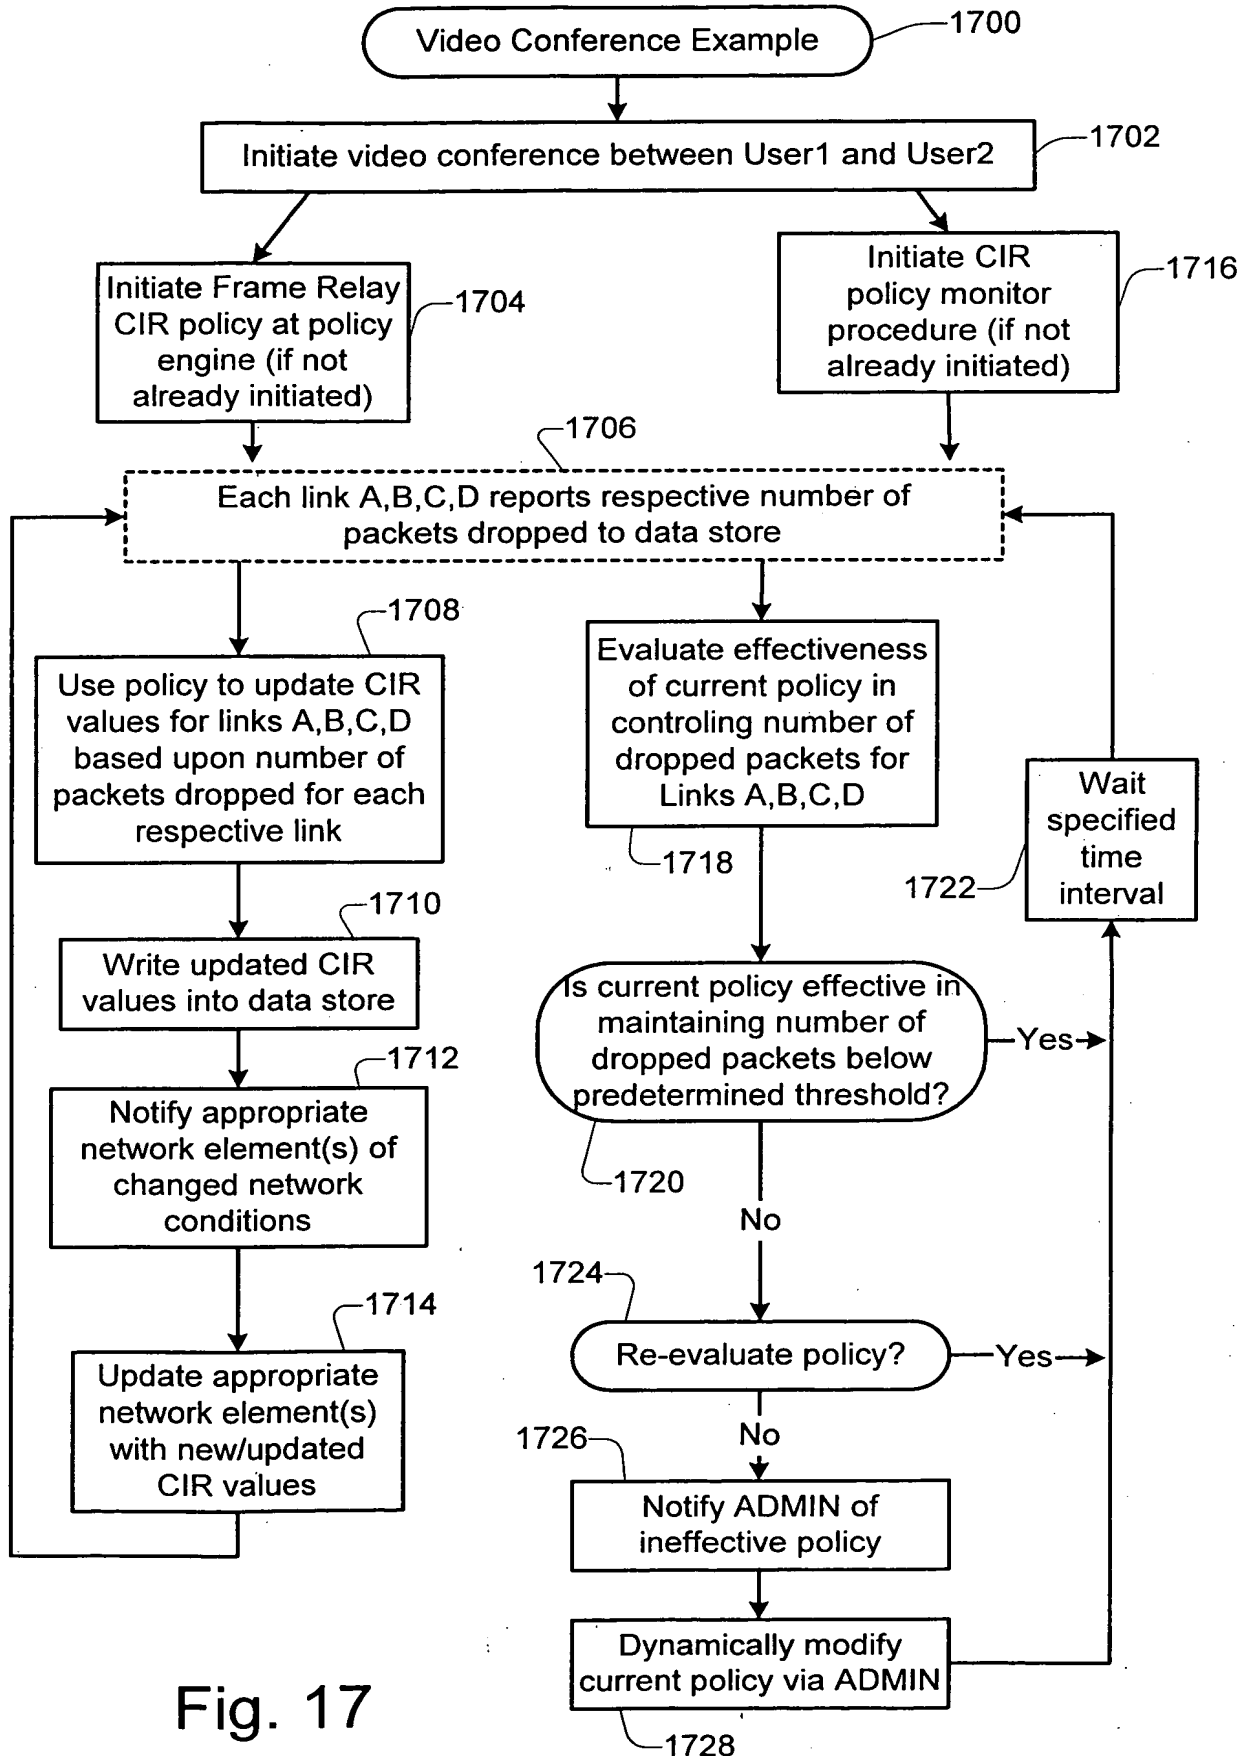 Video Conference Example
1700
Initiate video conference between User1 and User2
1702
Initiate Frame Relay
CIR policy at policy
engine (if not
already initiated)
1704
Initiate CIR
policy monitor
procedure (if not
already initiated)
1716
1706
Each link A,B,C,D reports respective number of
packets dropped to data store
1708
Use policy to update CIR
values for links A,B,C,D
based upon number of
packets dropped for each
respective link
Evaluate effectiveness
of current policy in
controling number of
dropped packets for
Links A,B,C,D
1718
Wait
specified
time
interval
1722
1710
Write updated CIR
values into data store
Is current policy effective in
maintaining number of
dropped packets below
predetermined threshold?
Yes
1720
No
1712
Notify appropriate
network element(s) of
changed network
conditions
1724
Re-evaluate policy?
Yes
No
1714
Update appropriate
network element(s)
with new/updated
CIR values
1726
Notify ADMIN of
ineffective policy
Dynamically modify
current policy via ADMIN
1728
Fig. 17